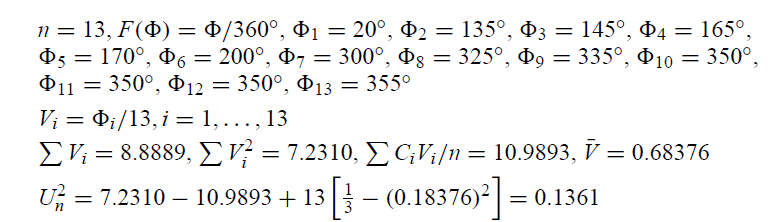 n = 13, F(Φ) = Φ/360°, Φ₁ = 20°, Φ₂ = 135°, Φ₃ = 145°, Φ₄ = 165°,
Φ₅ = 170°, Φ₆ = 200°, Φ₇ = 300°, Φ₈ = 325°, Φ₉ = 335°, Φ₁₀ = 350°,
Φ₁₁ = 350°, Φ₁₂ = 350°, Φ₁₃ = 355°
Vᵢ = Φᵢ/13, i = 1, . . . , 13
∑ Vᵢ = 8.8889, ∑ Vᵢ² = 7.2310, ∑ CᵢVᵢ/n = 10.9893, V̄ = 0.68376
Uₙ² = 7.2310 − 10.9893 + 13 [1/3 − (0.18376)²] = 0.1361